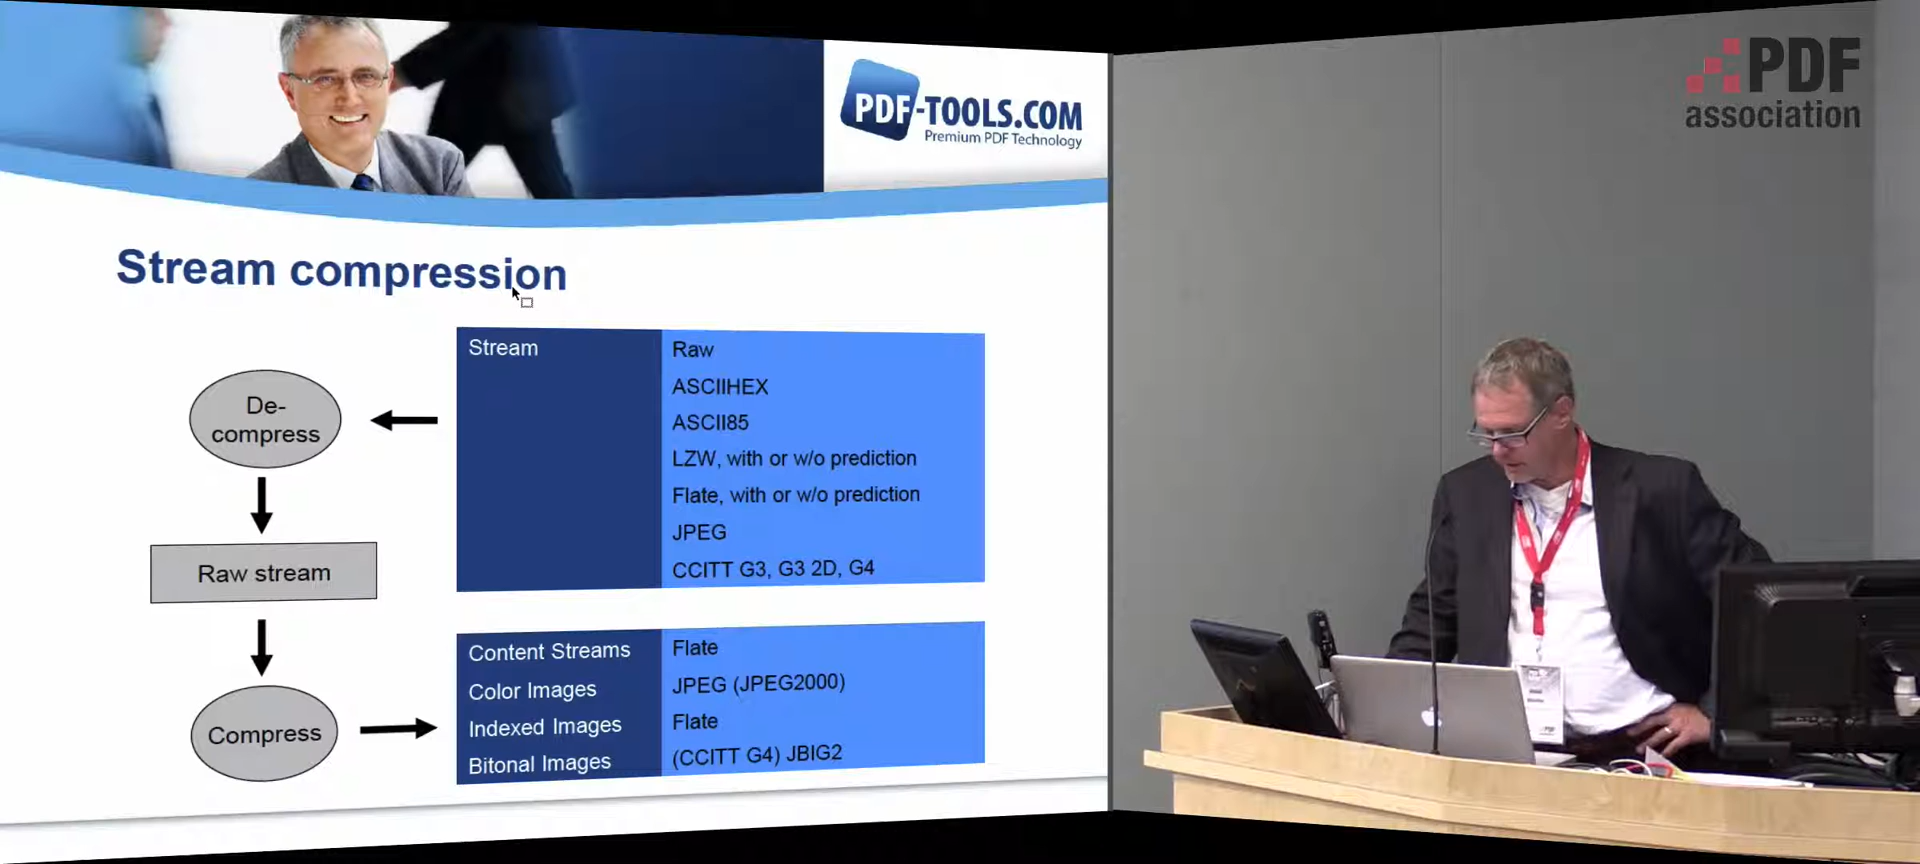 PDF-TOOLS.COM
Premium PDF Technology
PDF
association
Stream compression
De-
compress
Raw stream
Compress
Stream
Raw
ASCIIHEX
ASCII85
LZW, with or w/o prediction
Flate, with or w/o prediction
JPEG
CCITT G3, G3 2D, G4
Content Streams
Flate
Color Images
JPEG (JPEG2000)
Indexed Images
Flate
Bitonal Images
(CCITT G4) JBIG2